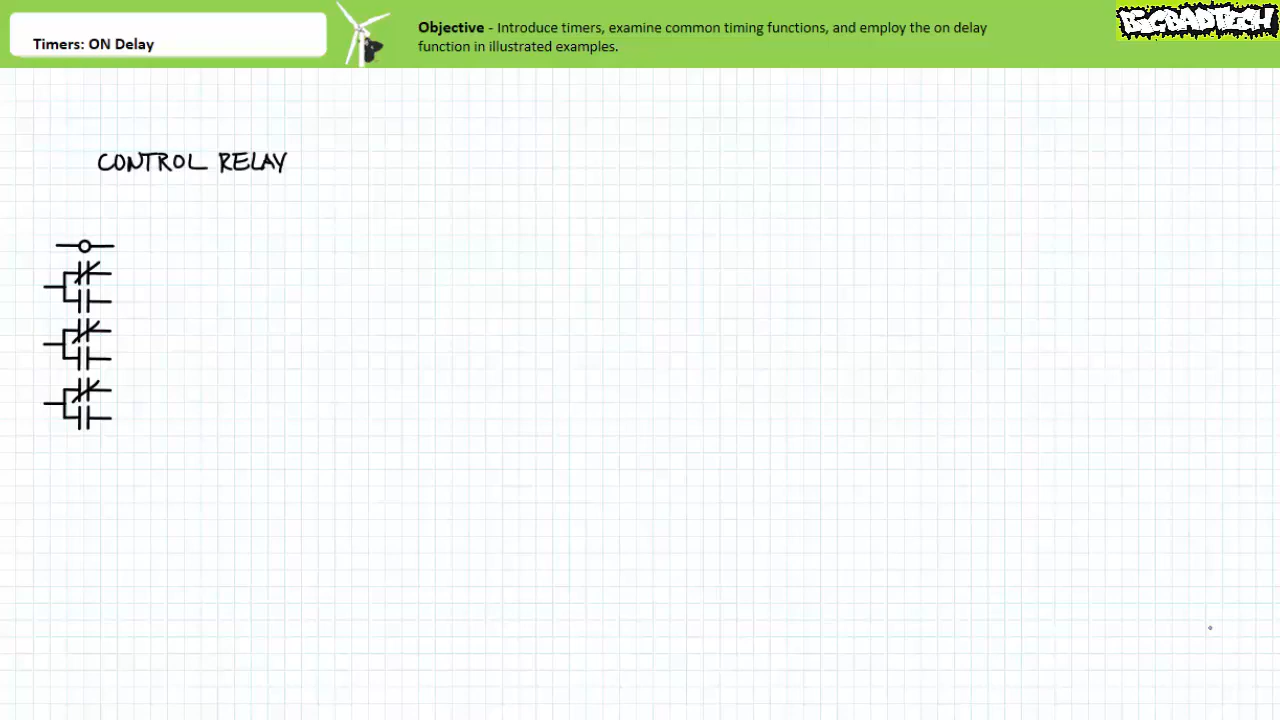 Timers: ON Delay
Objective - Introduce timers, examine common timing functions, and employ the on delay
function in illustrated examples.
BIGBADTECH
CONTROL RELAY